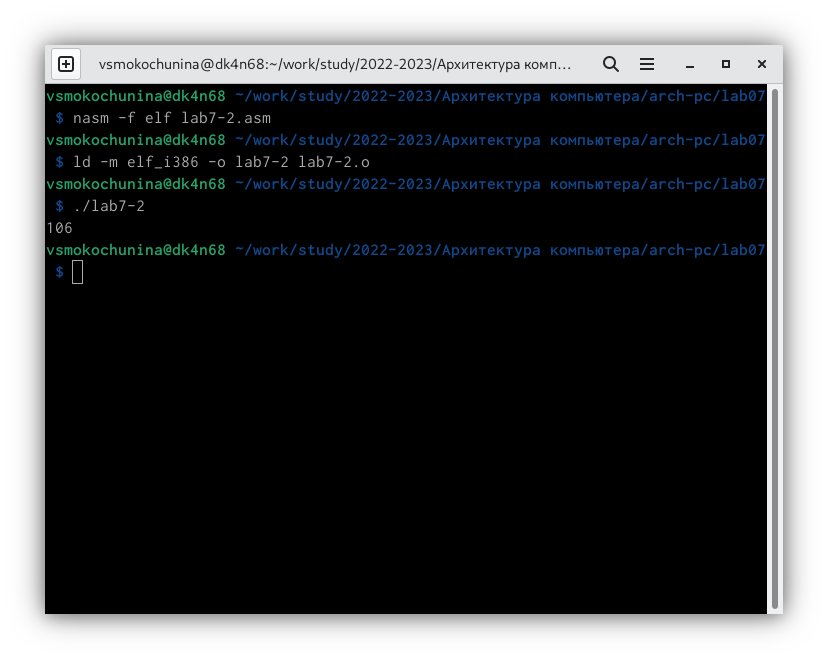 vsmokochunina@dk4n68:~/work/study/2022-2023/Архитектура комп…
vsmokochunina@dk4n68 ~/work/study/2022-2023/Архитектура компьютера/arch-pc/lab07
$ nasm -f elf lab7-2.asm
vsmokochunina@dk4n68 ~/work/study/2022-2023/Архитектура компьютера/arch-pc/lab07
$ ld -m elf_i386 -o lab7-2 lab7-2.o
vsmokochunina@dk4n68 ~/work/study/2022-2023/Архитектура компьютера/arch-pc/lab07
$ ./lab7-2
106
vsmokochunina@dk4n68 ~/work/study/2022-2023/Архитектура компьютера/arch-pc/lab07
$